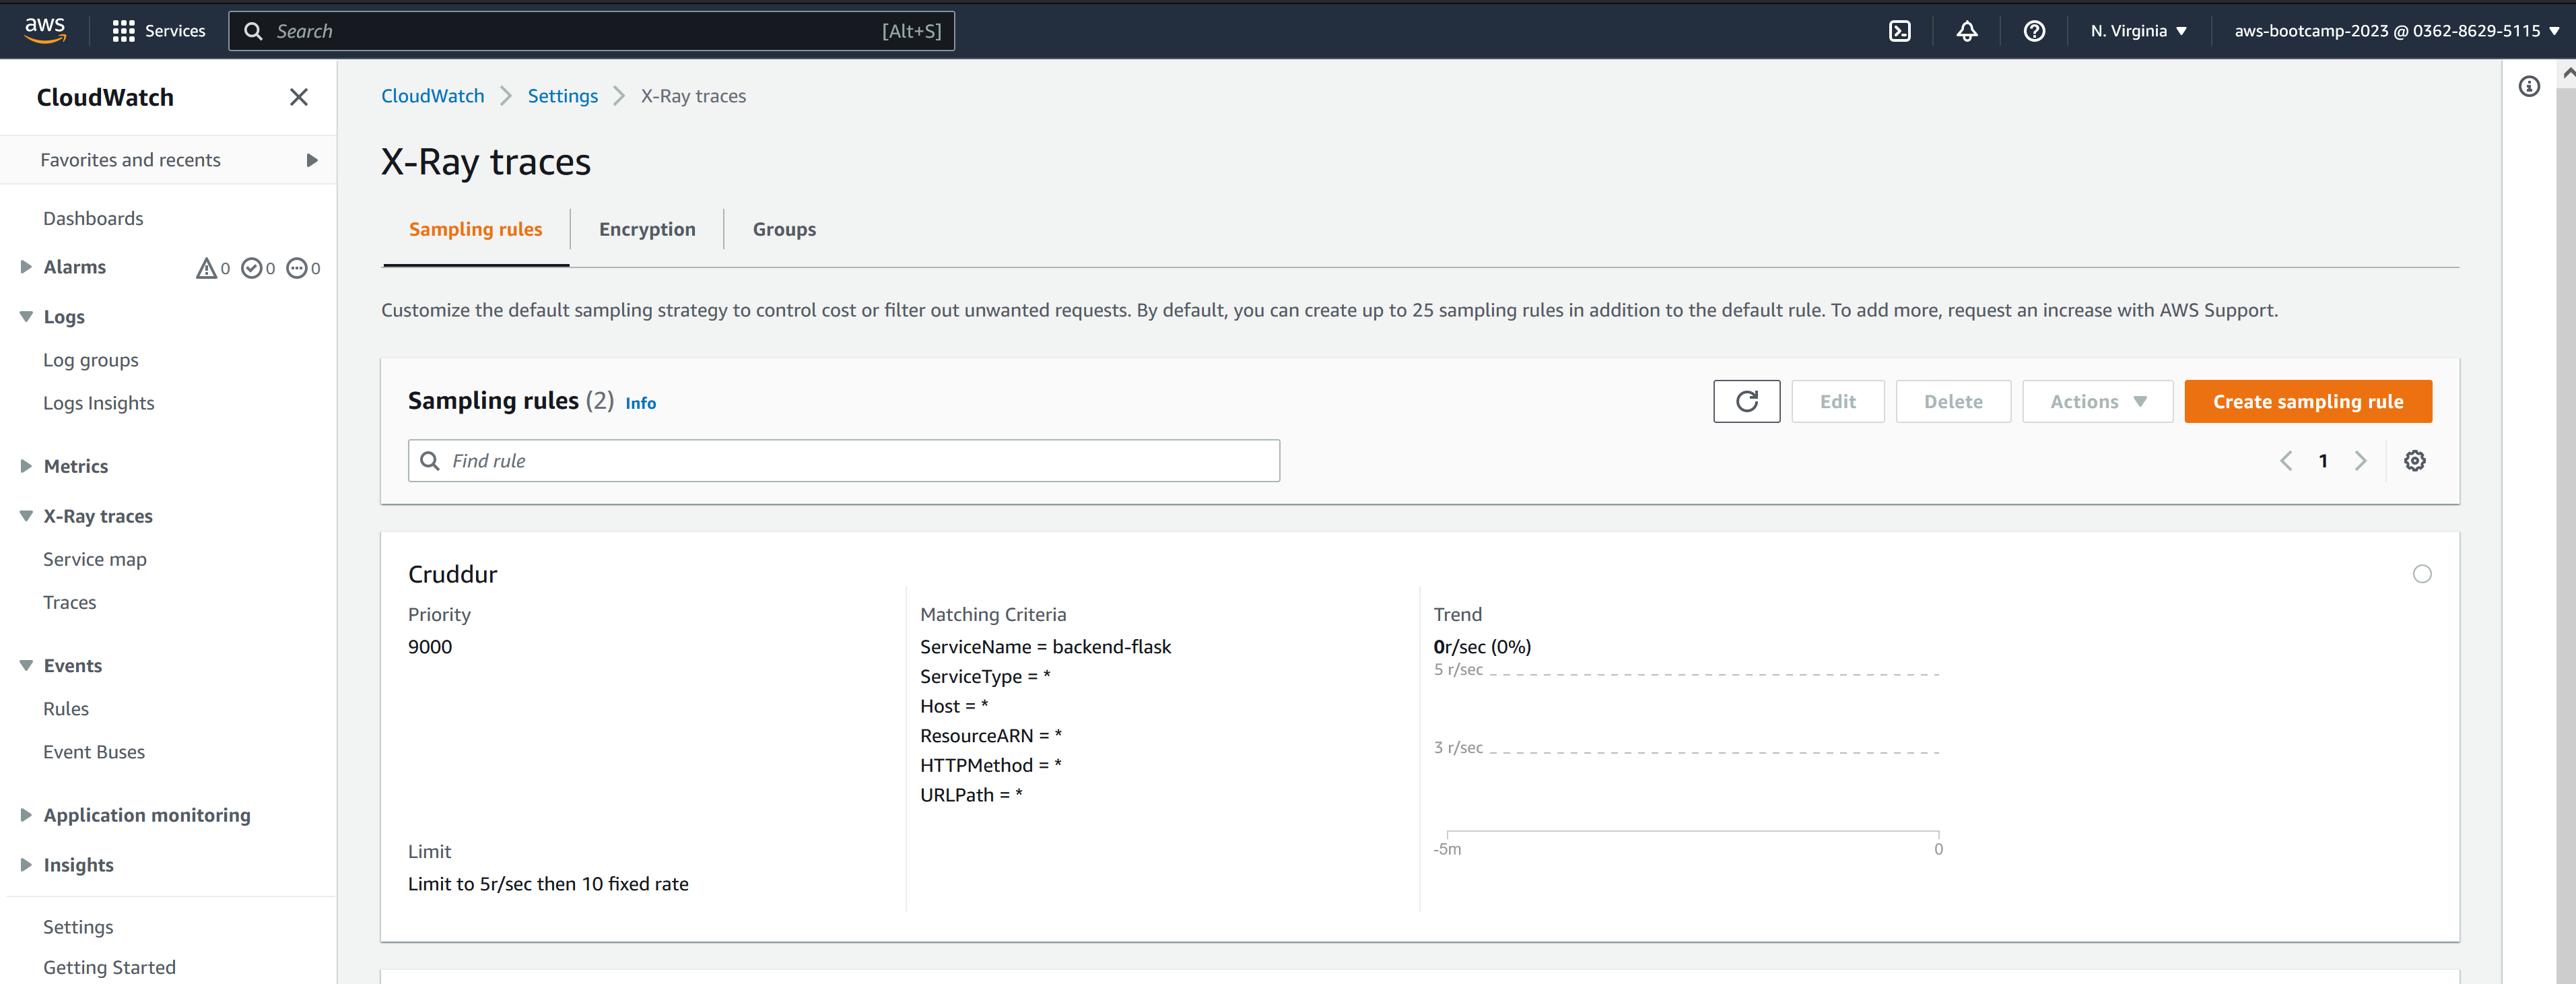 aws
Services
Search
[Alt+S]
N. Virginia
aws-bootcamp-2023 @ 0362-8629-5115
CloudWatch
Favorites and recents
Dashboards
Alarms
0
0
0
Logs
Log groups
Logs Insights
Metrics
X-Ray traces
Service map
Traces
Events
Rules
Event Buses
Application monitoring
Insights
Settings
Getting Started
CloudWatch
Settings
X-Ray traces
X-Ray traces
Sampling rules
Encryption
Groups
Customize the default sampling strategy to control cost or filter out unwanted requests. By default, you can create up to 25 sampling rules in addition to the default rule. To add more, request an increase with AWS Support.
Sampling rules (2) Info
Edit
Delete
Actions
Create sampling rule
Find rule
1
Cruddur
Priority
9000
Limit
Limit to 5r/sec then 10 fixed rate
Matching Criteria
ServiceName = backend-flask
ServiceType = *
Host = *
ResourceARN = *
HTTPMethod = *
URLPath = *
Trend
0r/sec (0%)
5 r/sec
3 r/sec
-5m
0